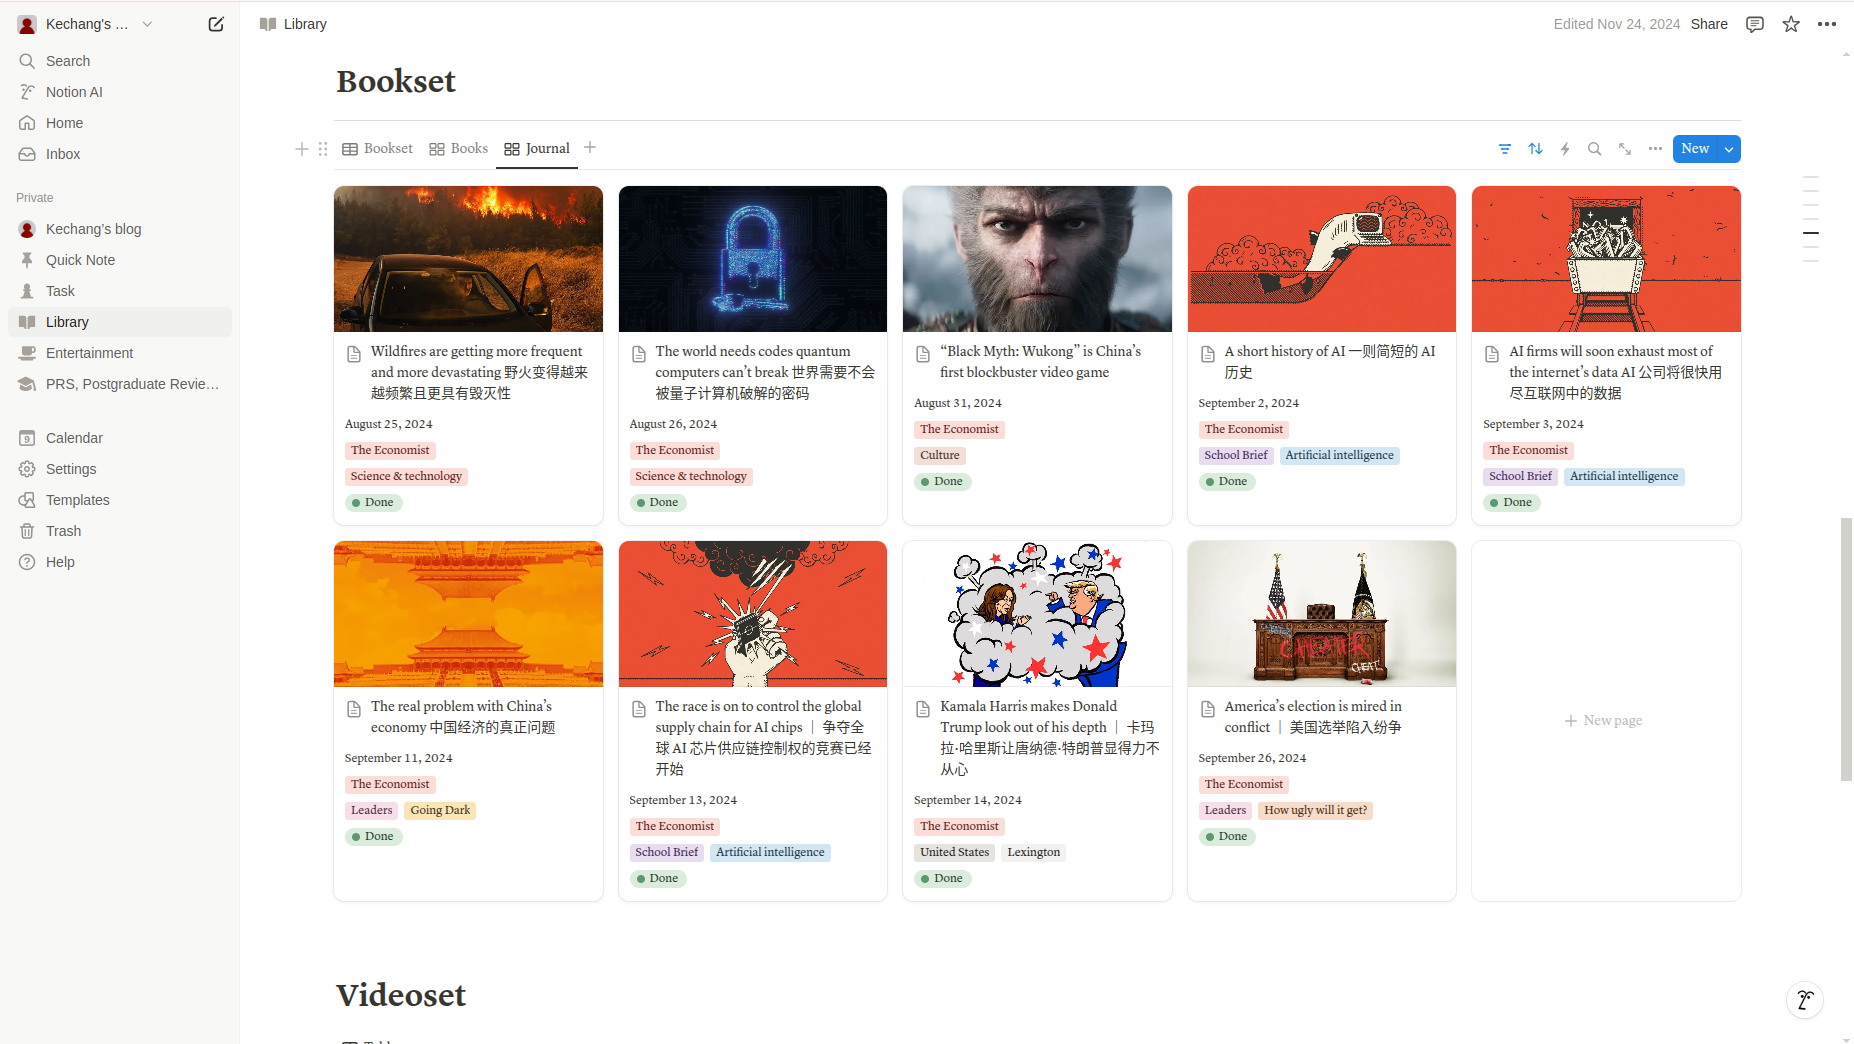 Kechang's ...
Library
Edited Nov 24, 2024
Share
Search
Notion AI
Home
Inbox
Private
Kechang's blog
Quick Note
Task
Library
Entertainment
PRS, Postgraduate Revie...
9
Calendar
Settings
Templates
Trash
Help
Bookset
Bookset
Books
Journal
New
Wildfires are getting more frequent
and more devastating 野火变得越来
越频繁且更具有毁灭性
August 25, 2024
The Economist
Science & technology
Done
The world needs codes quantum
computers can't break 世界需要不会
被量子计算机破解的密码
August 26, 2024
The Economist
Science & technology
Done
“Black Myth: Wukong” is China's
first blockbuster video game
August 31, 2024
The Economist
Culture
Done
A short history of AI 一则简短的 AI
历史
September 2, 2024
The Economist
School Brief Artificial intelligence
Done
AI firms will soon exhaust most of
the internet's data AI 公司将很快用
尽互联网中的数据
September 3, 2024
The Economist
School Brief Artificial intelligence
Done
The real problem with China's
economy 中国经济的真正问题
September 11, 2024
The Economist
Leaders Going Dark
Done
The race is on to control the global
supply chain for AI chips ｜ 争夺全
球 AI 芯片供应链控制权的竞赛已经
开始
September 13, 2024
The Economist
School Brief Artificial intelligence
Done
Kamala Harris makes Donald
Trump look out of his depth ｜ 卡玛
拉·哈里斯让唐纳德·特朗普显得力不
从心
September 14, 2024
The Economist
United States Lexington
Done
CHEATER
CHEAT!
America's election is mired in
conflict ｜ 美国选举陷入纷争
September 26, 2024
The Economist
Leaders How ugly will it get?
Done
New page
Videoset